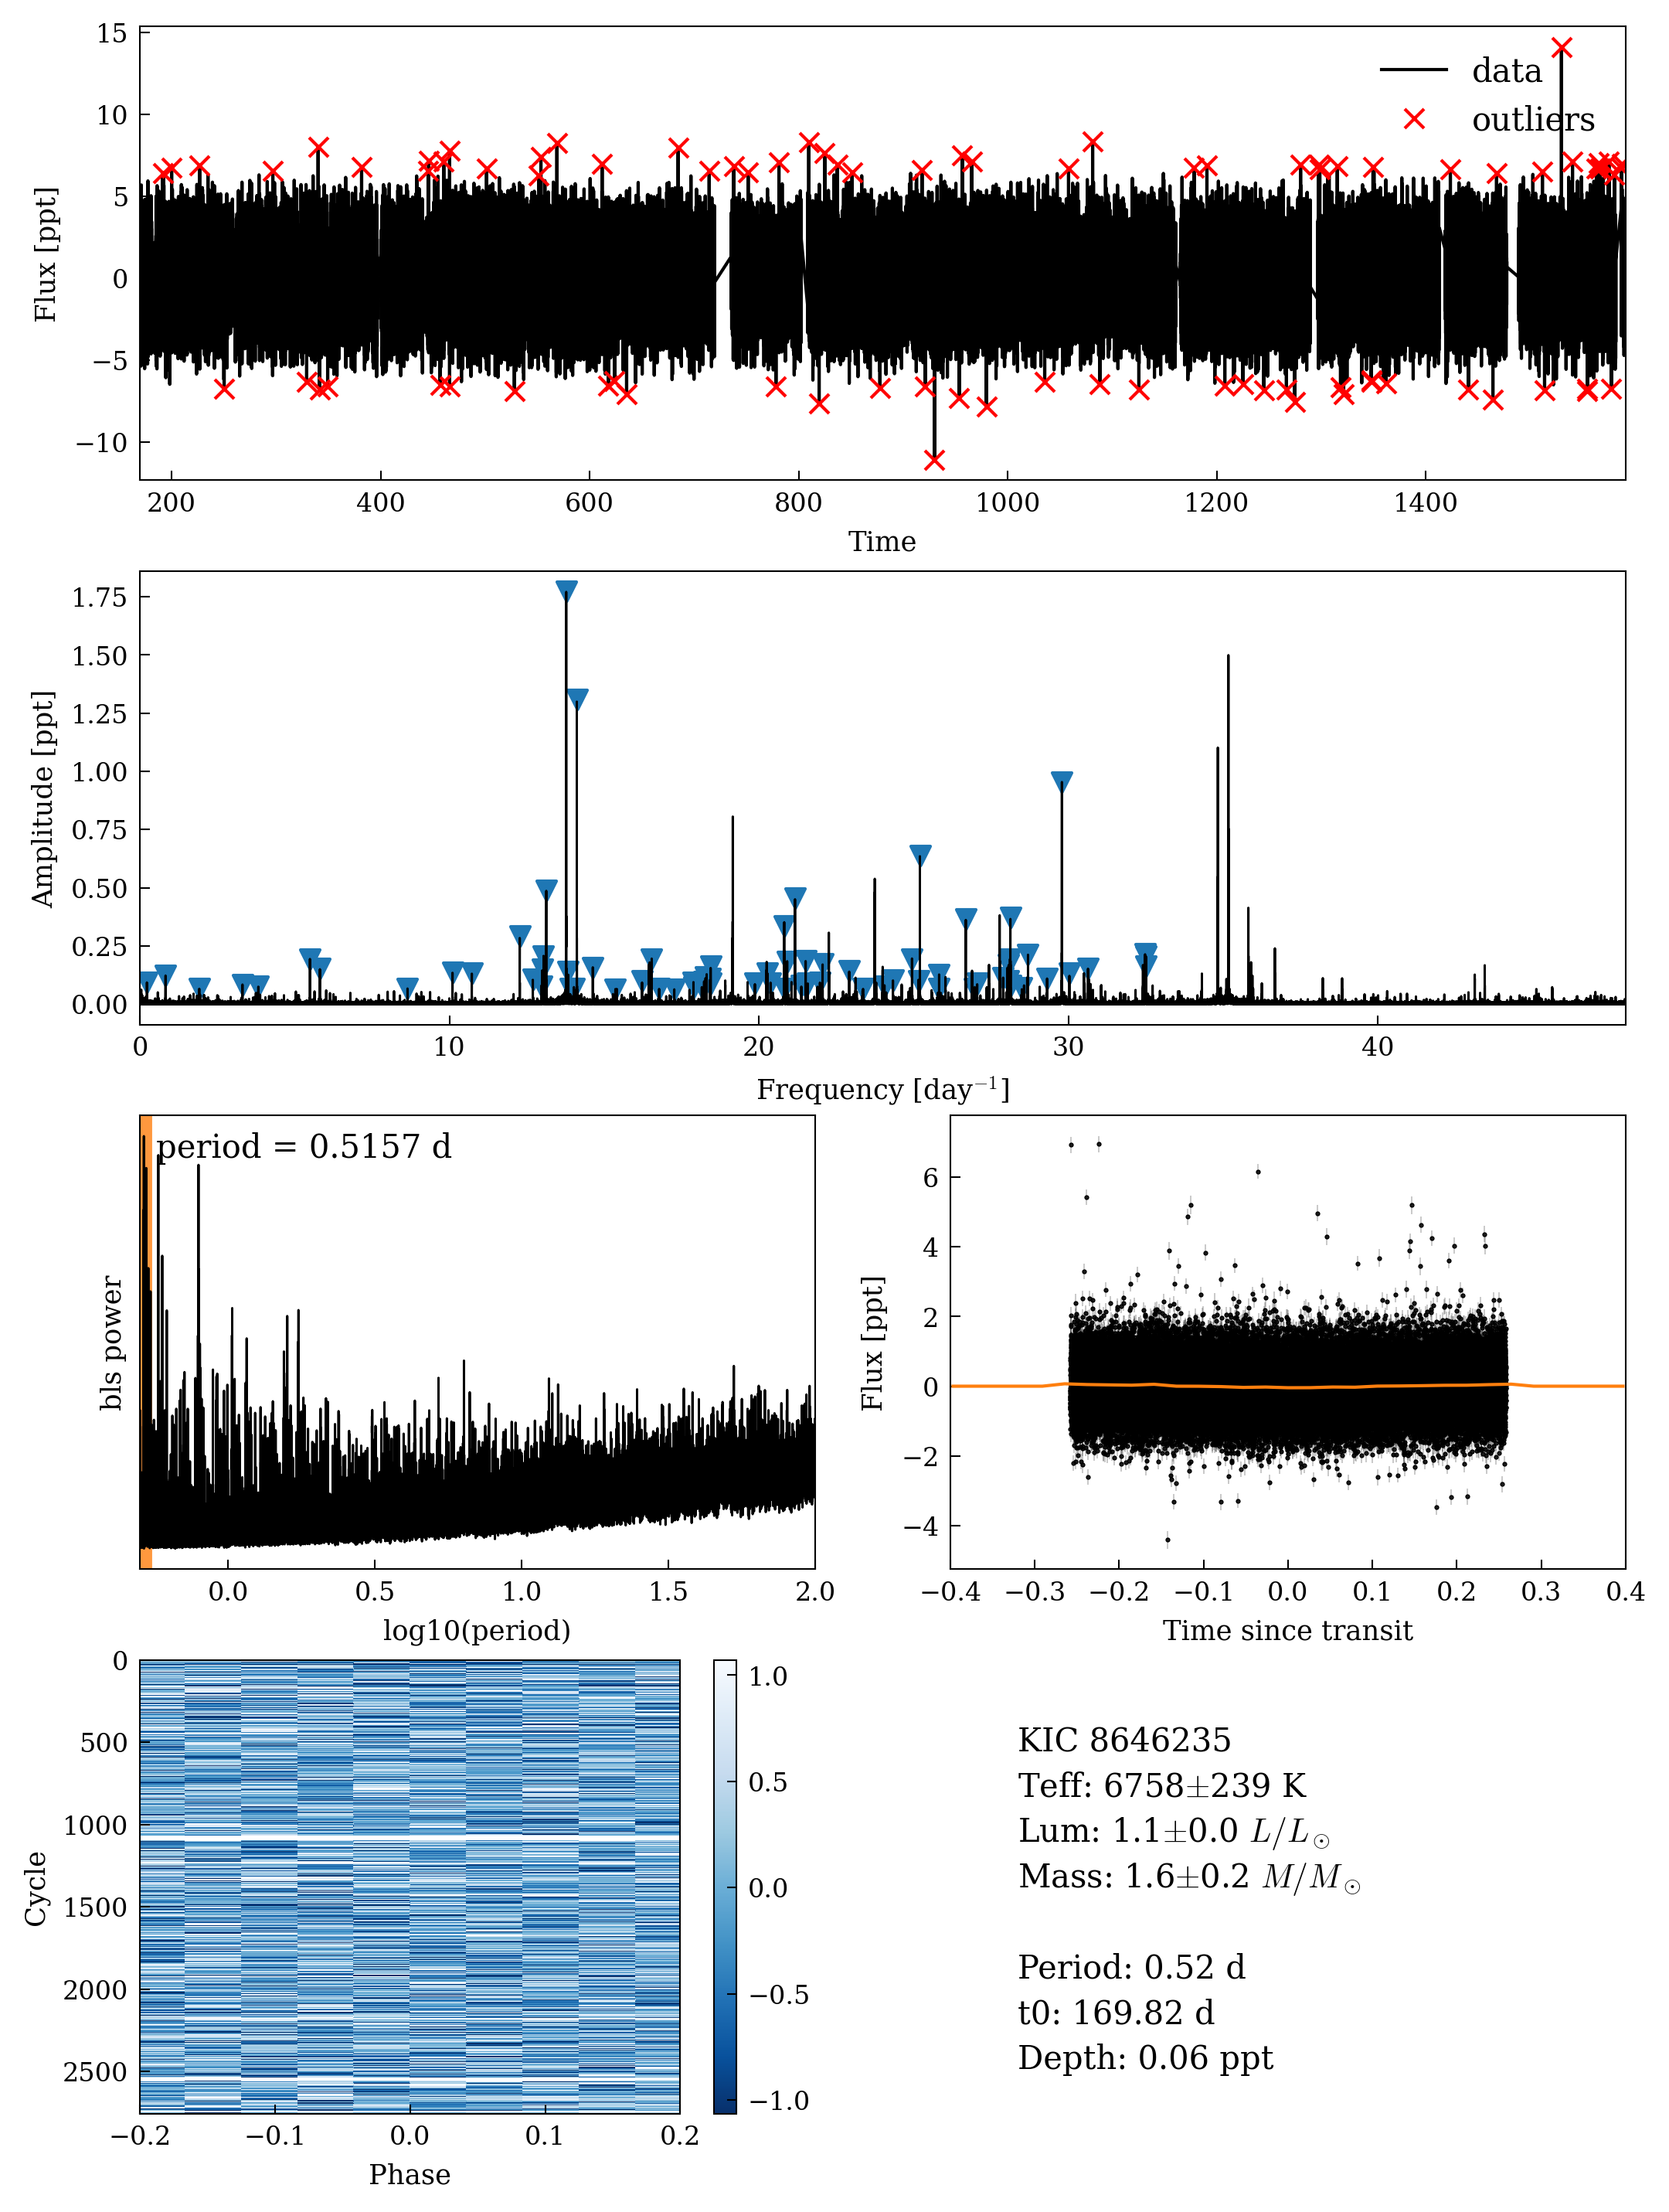 15
10
5
0
−5
−10
Flux [ppt]
data
outliers
200 400 600 800 1000 1200 1400
Time
1.75
1.50
1.25
1.00
0.75
0.50
0.25
0.00
Amplitude [ppt]
0 10 20 30 40
Frequency [day⁻¹]
period = 0.5157 d
bls power
0.0 0.5 1.0 1.5 2.0
log10(period)
6
4
2
0
−2
−4
Flux [ppt]
−0.4 −0.3 −0.2 −0.1 0.0 0.1 0.2 0.3 0.4
Time since transit
0
500
1000
1500
2000
2500
Cycle
−0.2 −0.1 0.0 0.1 0.2
Phase
1.0
0.5
0.0
−0.5
−1.0
KIC 8646235
Teff: 6758±239 K
Lum: 1.1±0.0 L/L⊙
Mass: 1.6±0.2 M/M⊙
Period: 0.52 d
t0: 169.82 d
Depth: 0.06 ppt